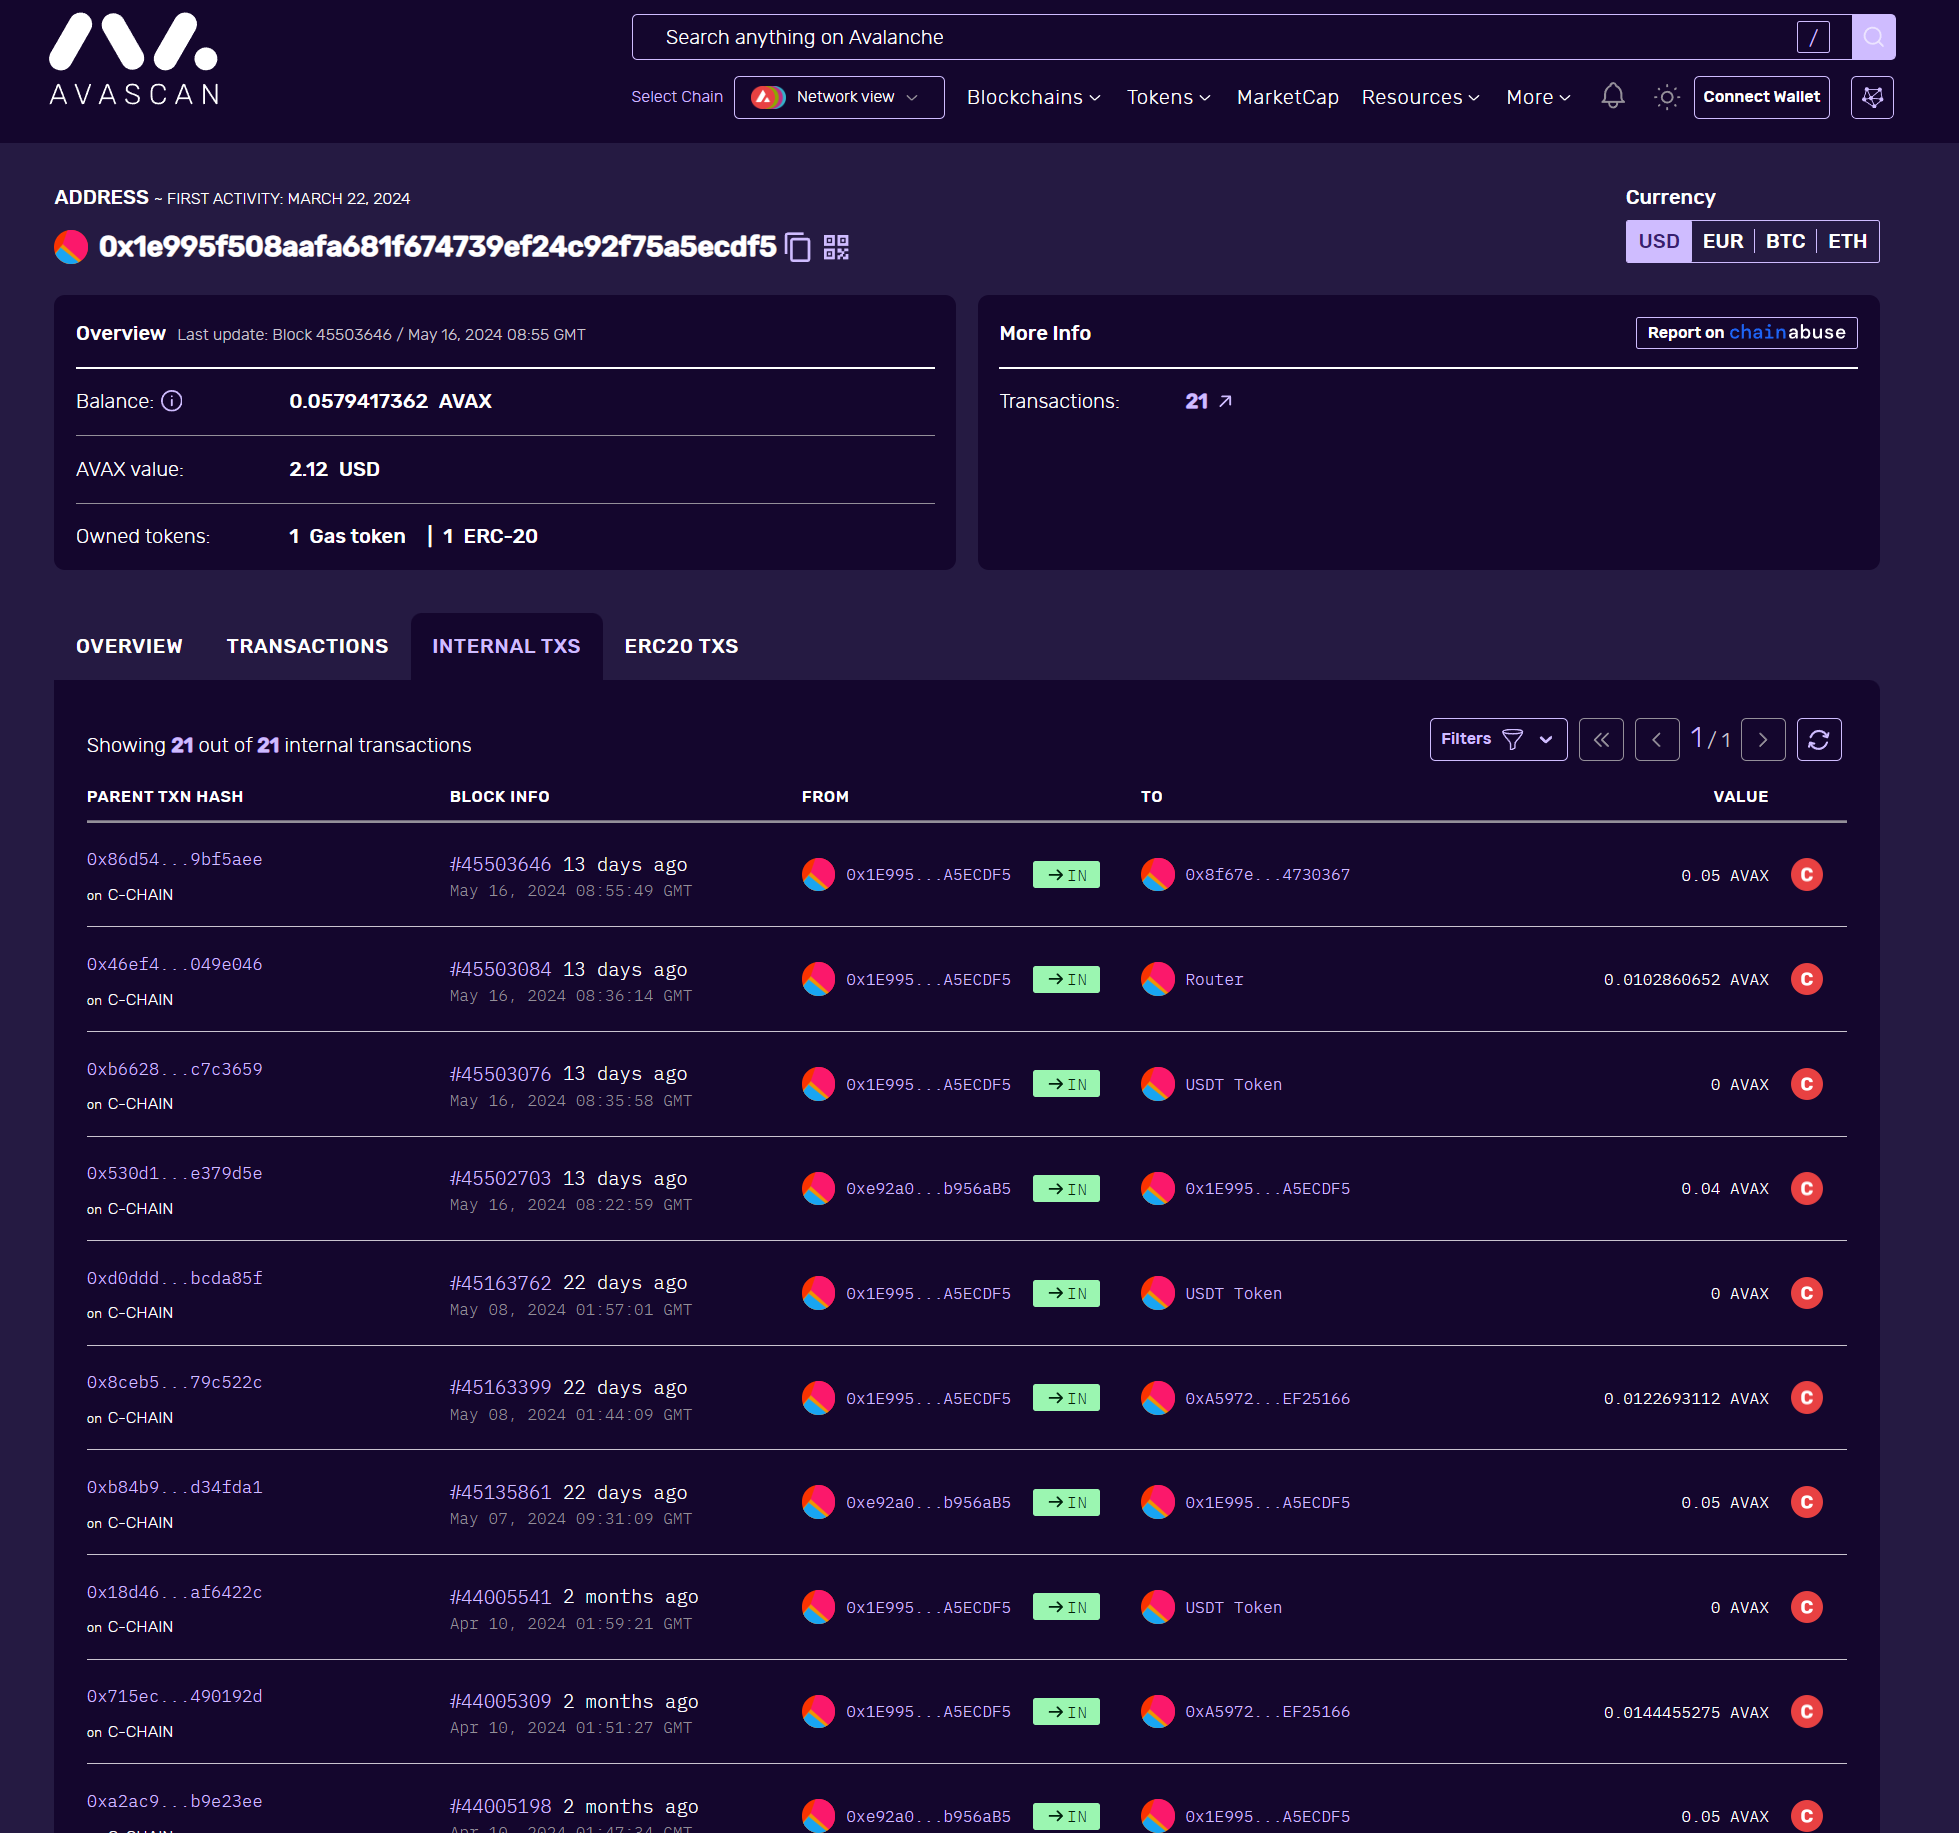 AVASCAN
Search anything on Avalanche /
Select Chain Network view Blockchains Tokens MarketCap Resources More Connect Wallet
ADDRESS ~ FIRST ACTIVITY: MARCH 22, 2024
Currency
0x1e995f508aafa681f674739ef24c92f75a5ecdf5
USD EUR BTC ETH
Overview Last update: Block 45503646 / May 16, 2024 08:55 GMT
Balance: 0.0579417362 AVAX
AVAX value: 2.12 USD
Owned tokens: 1 Gas token | 1 ERC-20
More Info Report on chainabuse
Transactions: 21
OVERVIEW TRANSACTIONS INTERNAL TXS ERC20 TXS
Showing 21 out of 21 internal transactions
Filters 1 / 1
PARENT TXN HASH BLOCK INFO FROM TO VALUE
0x86d54...9bf5aee #45503646 13 days ago 0x1E995...A5ECDF5 IN 0x8f67e...4730367 0.05 AVAX C
on C-CHAIN May 16, 2024 08:55:49 GMT
0x46ef4...049e046 #45503084 13 days ago 0x1E995...A5ECDF5 IN Router 0.0102860652 AVAX C
on C-CHAIN May 16, 2024 08:36:14 GMT
0xb6628...c7c3659 #45503076 13 days ago 0x1E995...A5ECDF5 IN USDT Token 0 AVAX C
on C-CHAIN May 16, 2024 08:35:58 GMT
0x530d1...e379d5e #45502703 13 days ago 0xe92a0...b956aB5 IN 0x1E995...A5ECDF5 0.04 AVAX C
on C-CHAIN May 16, 2024 08:22:59 GMT
0xd0ddd...bcda85f #45163762 22 days ago 0x1E995...A5ECDF5 IN USDT Token 0 AVAX C
on C-CHAIN May 08, 2024 01:57:01 GMT
0x8ceb5...79c522c #45163399 22 days ago 0x1E995...A5ECDF5 IN 0xA5972...EF25166 0.0122693112 AVAX C
on C-CHAIN May 08, 2024 01:44:09 GMT
0xb84b9...d34fda1 #45135861 22 days ago 0xe92a0...b956aB5 IN 0x1E995...A5ECDF5 0.05 AVAX C
on C-CHAIN May 07, 2024 09:31:09 GMT
0x18d46...af6422c #44005541 2 months ago 0x1E995...A5ECDF5 IN USDT Token 0 AVAX C
on C-CHAIN Apr 10, 2024 01:59:21 GMT
0x715ec...490192d #44005309 2 months ago 0x1E995...A5ECDF5 IN 0xA5972...EF25166 0.0144455275 AVAX C
on C-CHAIN Apr 10, 2024 01:51:27 GMT
0xa2ac9...b9e23ee #44005198 2 months ago 0xe92a0...b956aB5 IN 0x1E995...A5ECDF5 0.05 AVAX C